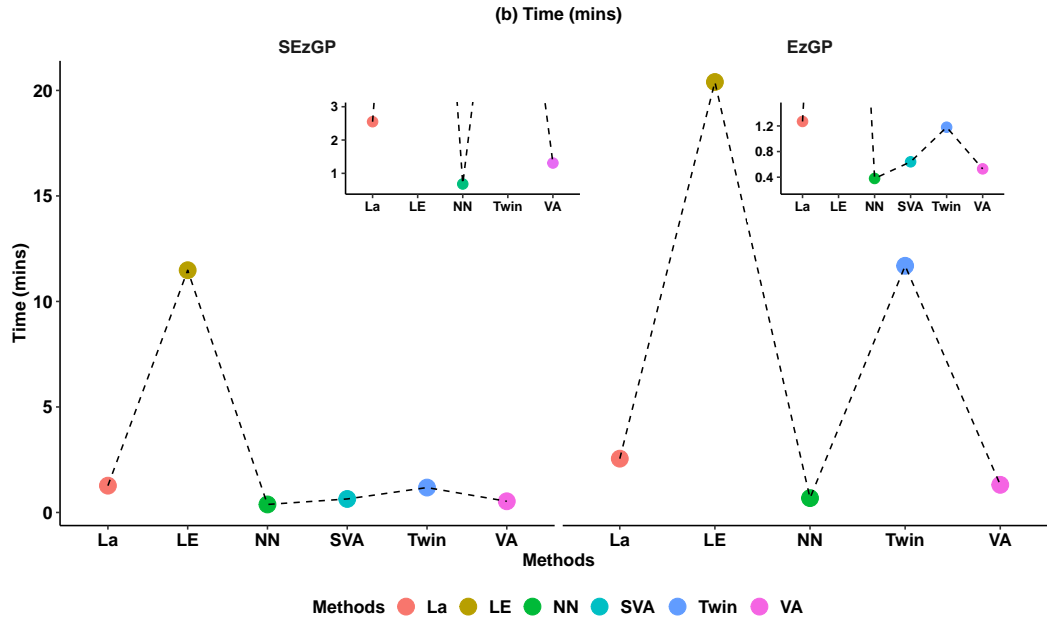 (b) Time (mins)
SEzGP
EzGP
Time (mins)
20
15
10
5
0
3
2
1
La LE NN Twin VA
1.2
0.8
0.4
La LE NN SVA Twin VA
La LE NN SVA Twin VA
La LE NN Twin VA
Methods
Methods La LE NN SVA Twin VA